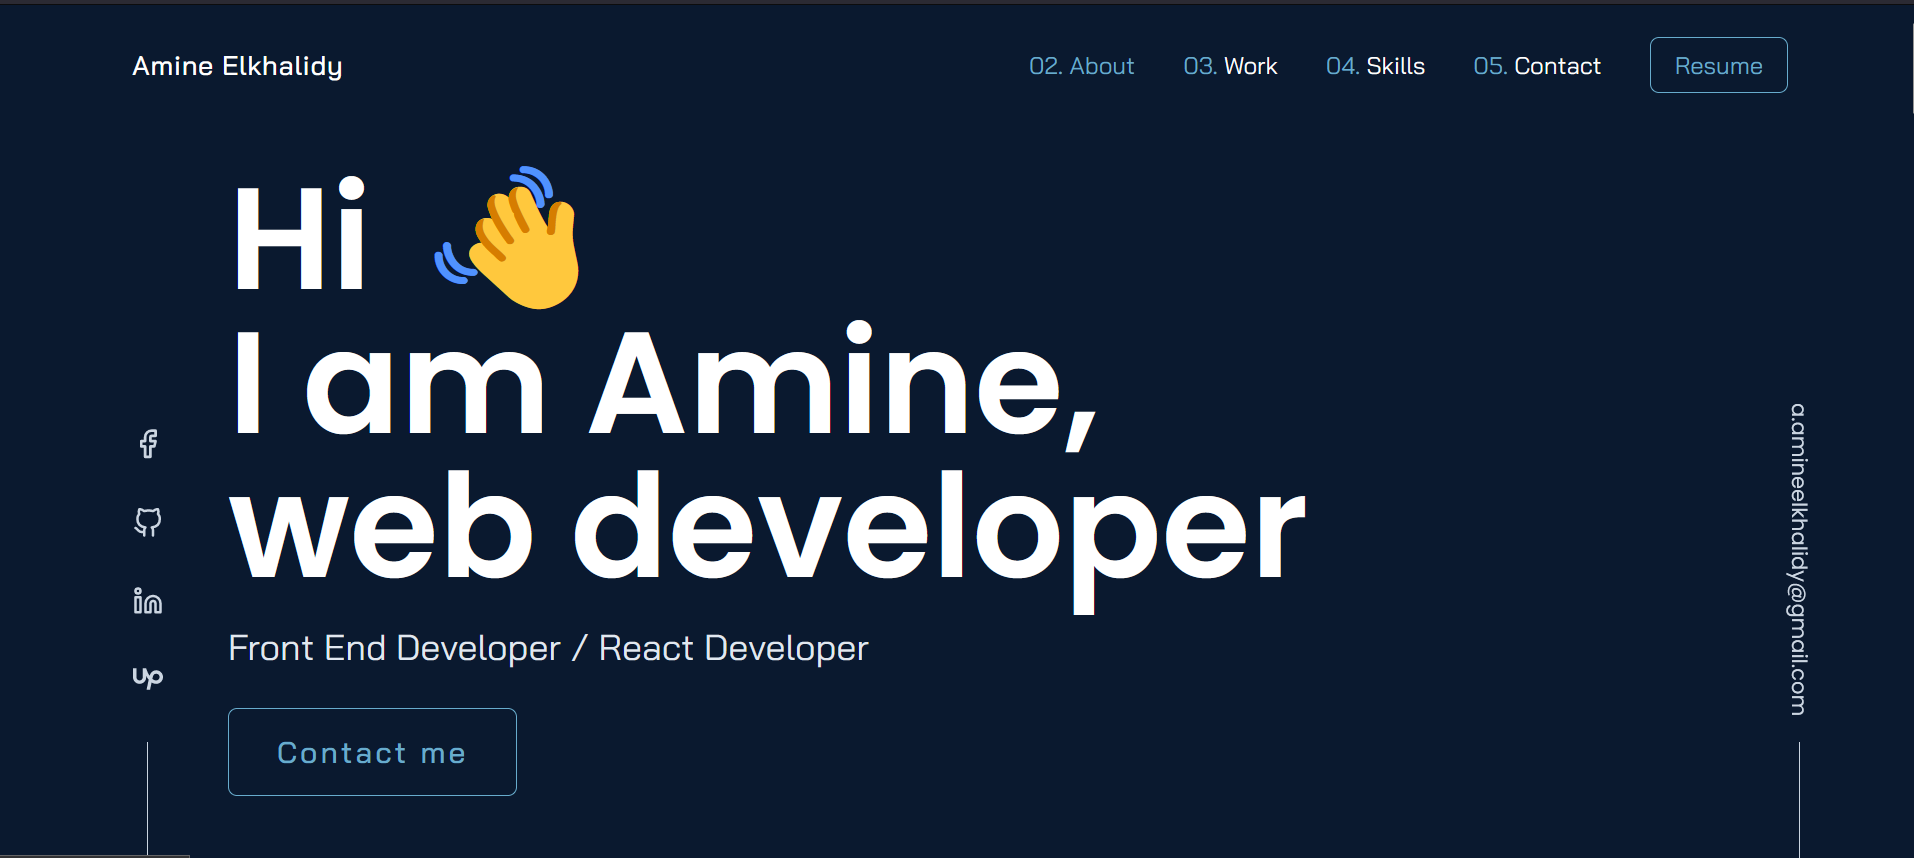 Amine Elkhalidy
02. About
03. Work
04. Skills
05. Contact
Resume
Hi
I am Amine,
web developer
Front End Developer / React Developer
Contact me
up
a.amineelkhalidy@gmail.com